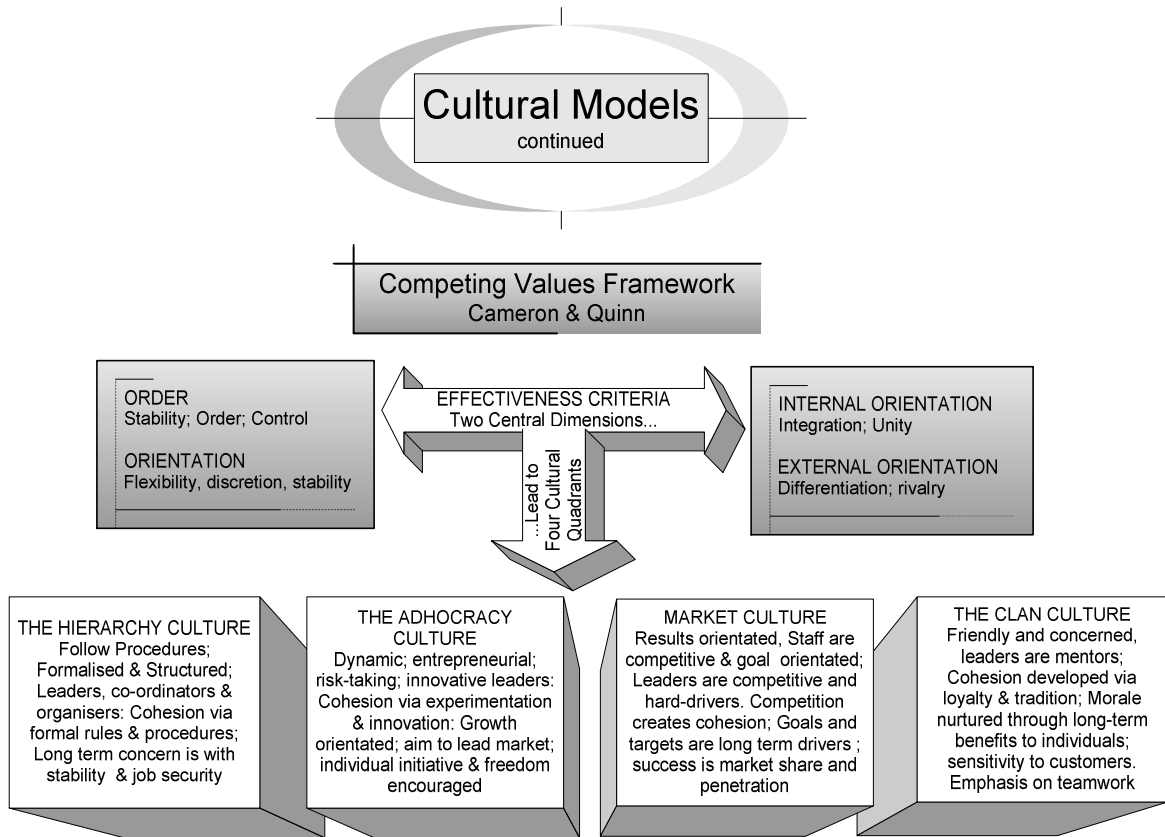 Cultural Models
continued
Competing Values Framework
Cameron & Quinn
ORDER
Stability; Order; Control
ORIENTATION
Flexibility, discretion, stability
EFFECTIVENESS CRITERIA
Two Central Dimensions...
...Lead to
Four Cultural
Quadrants
INTERNAL ORIENTATION
Integration; Unity
EXTERNAL ORIENTATION
Differentiation; rivalry
THE HIERARCHY CULTURE
Follow Procedures;
Formalised & Structured;
Leaders, co-ordinators &
organisers: Cohesion via
formal rules & procedures;
Long term concern is with
stability & job security
THE ADHOCRACY
CULTURE
Dynamic; entrepreneurial;
risk-taking; innovative leaders:
Cohesion via experimentation
& innovation: Growth
orientated; aim to lead market;
individual initiative & freedom
encouraged
MARKET CULTURE
Results orientated, Staff are
competitive & goal orientated;
Leaders are competitive and
hard-drivers. Competition
creates cohesion; Goals and
targets are long term drivers ;
success is market share and
penetration
THE CLAN CULTURE
Friendly and concerned,
leaders are mentors;
Cohesion developed via
loyalty & tradition; Morale
nurtured through long-term
benefits to individuals;
sensitivity to customers.
Emphasis on teamwork